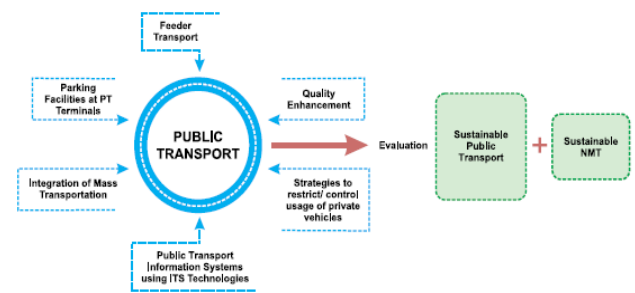 Feeder
Transport
Parking
Facilities at PT
Terminals
Quality
Enhancement
PUBLIC
TRANSPORT
Evaluation
Sustainable
Public
Transport
+
Sustainable
NMT
Integration of Mass
Transportation
Strategies to
restrict/ control
usage of private
vehicles
Public Transport
Information Systems
using ITS Technologies